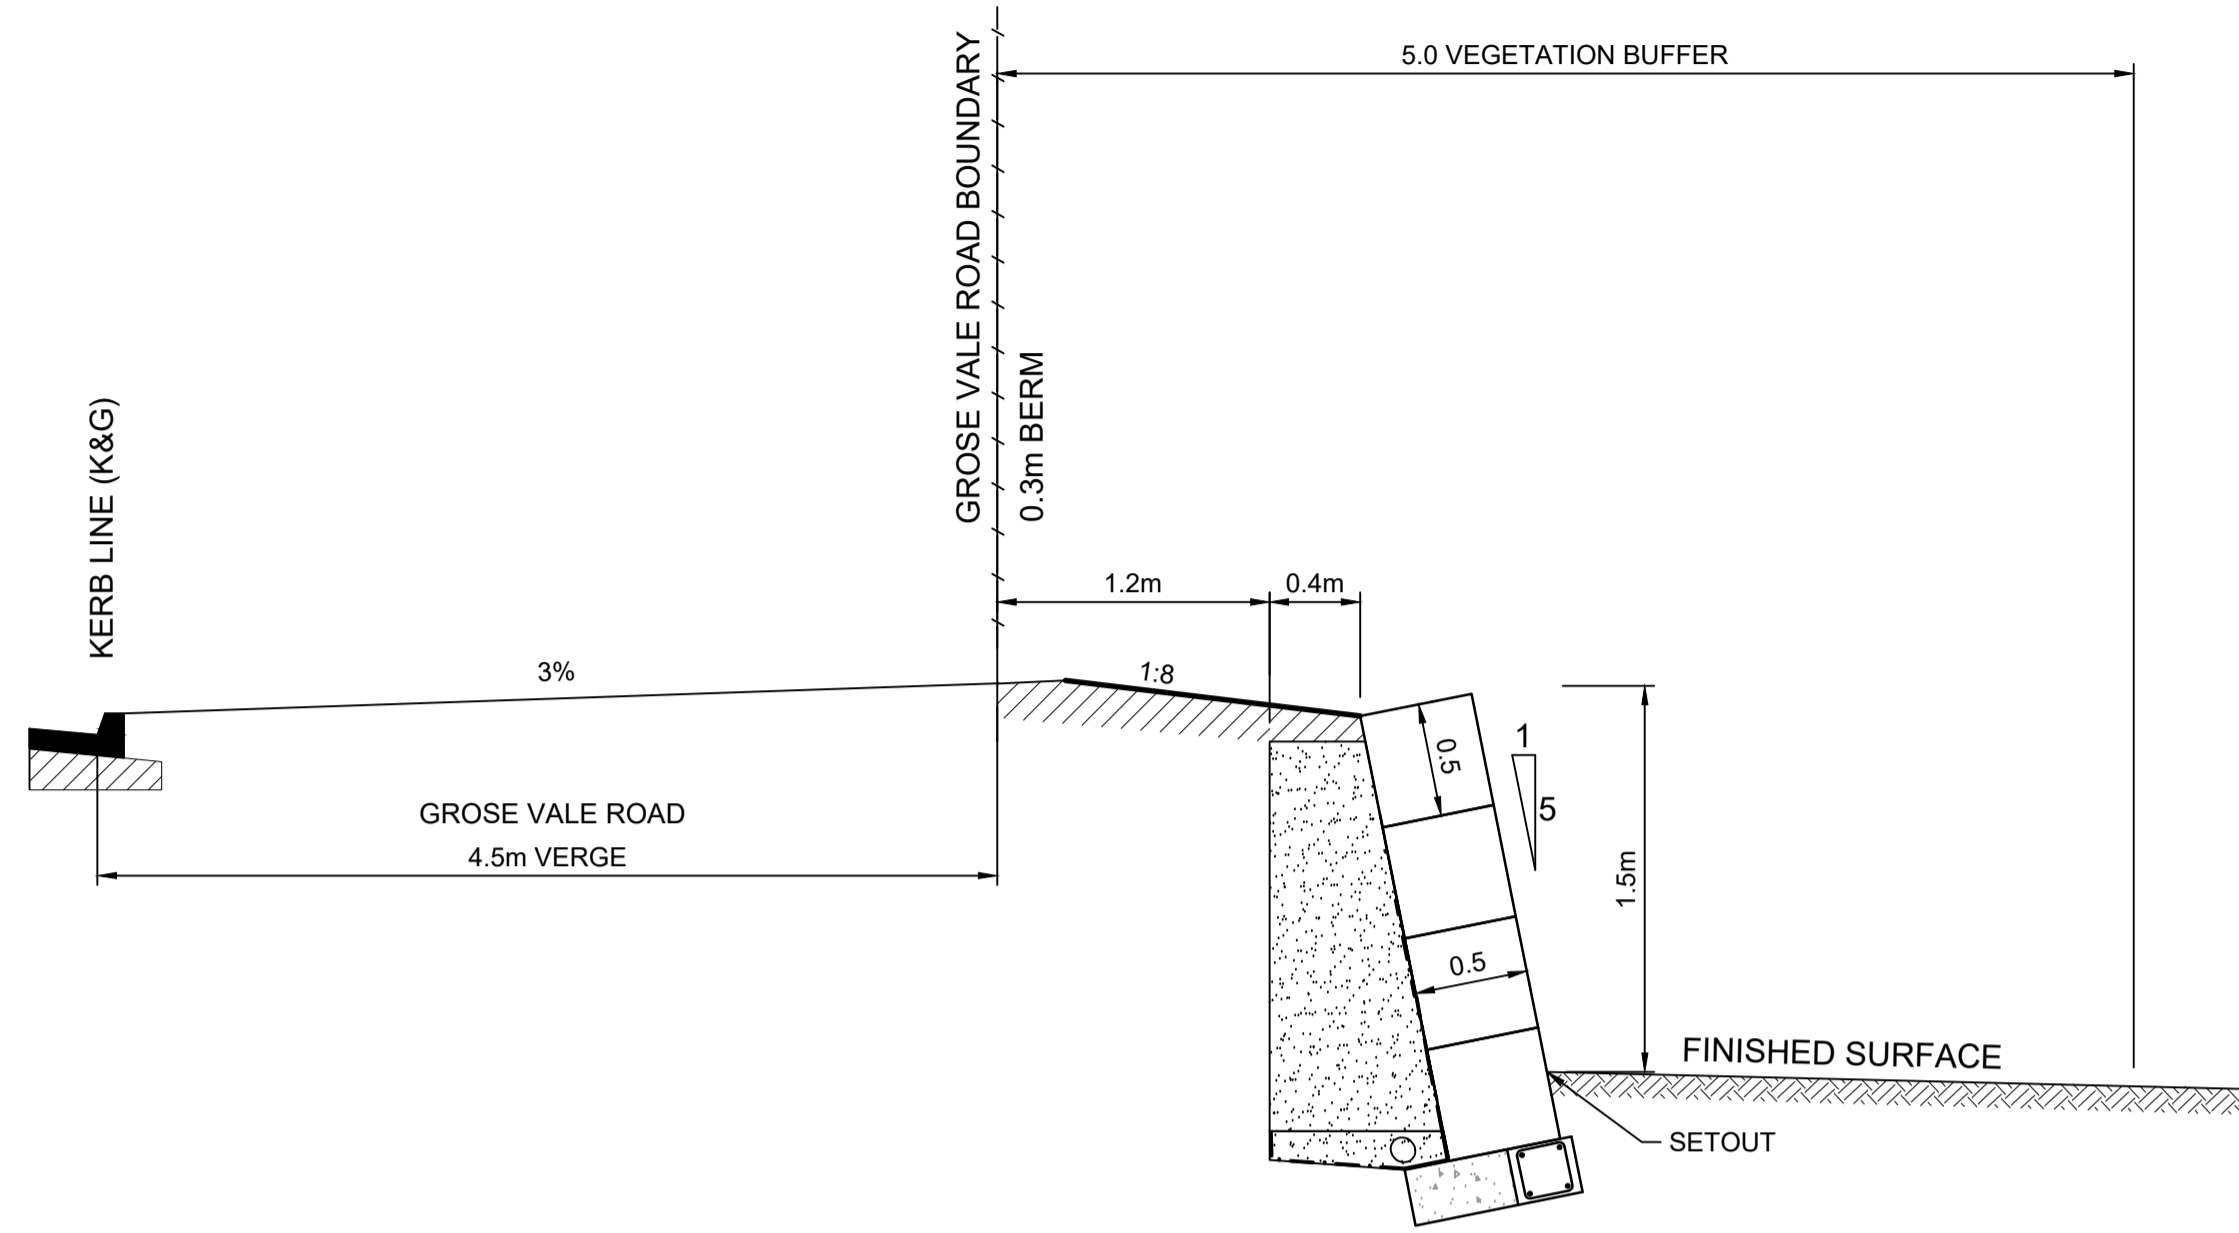 5.0 VEGETATION BUFFER
GROSE VALE ROAD BOUNDARY
0.3m BERM
KERB LINE (K&G)
1.2m
0.4m
3%
1:8
0.5
1
5
GROSE VALE ROAD
4.5m VERGE
1.5m
0.5
FINISHED SURFACE
SETOUT